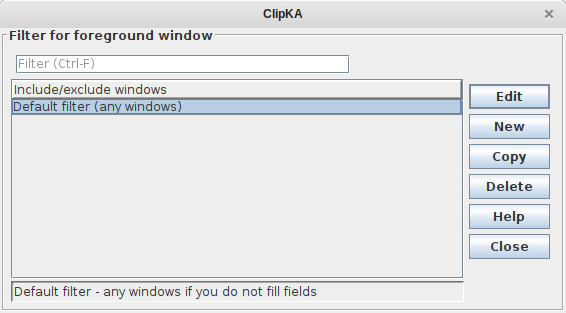 ClipKA
Filter for foreground window
Filter (Ctrl-F)
Include/exclude windows
Default filter (any windows)
Edit
New
Copy
Delete
Help
Close
Default filter - any windows if you do not fill fields